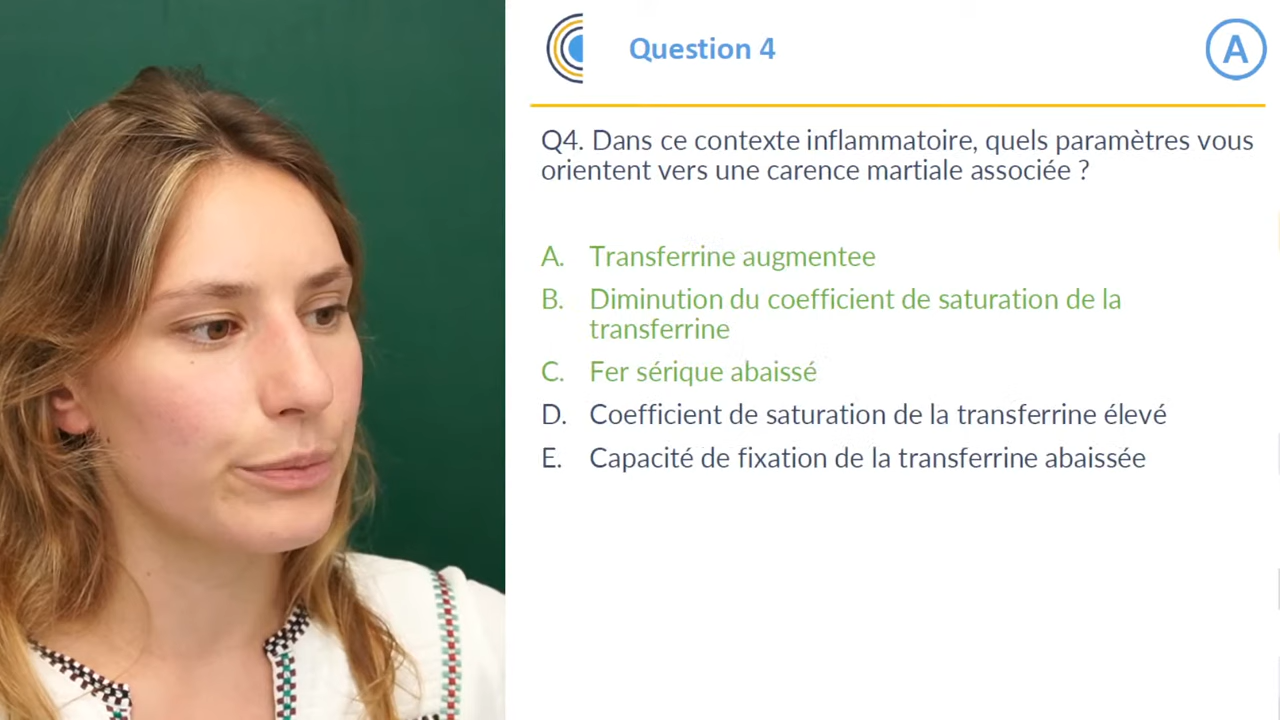 Question 4
A
Q4. Dans ce contexte inflammatoire, quels paramètres vous
orientent vers une carence martiale associée ?
A. Transferrine augmentee
B. Diminution du coefficient de saturation de la
transferrine
C. Fer sérique abaissé
D. Coefficient de saturation de la transferrine élevé
E. Capacité de fixation de la transferrine abaissée